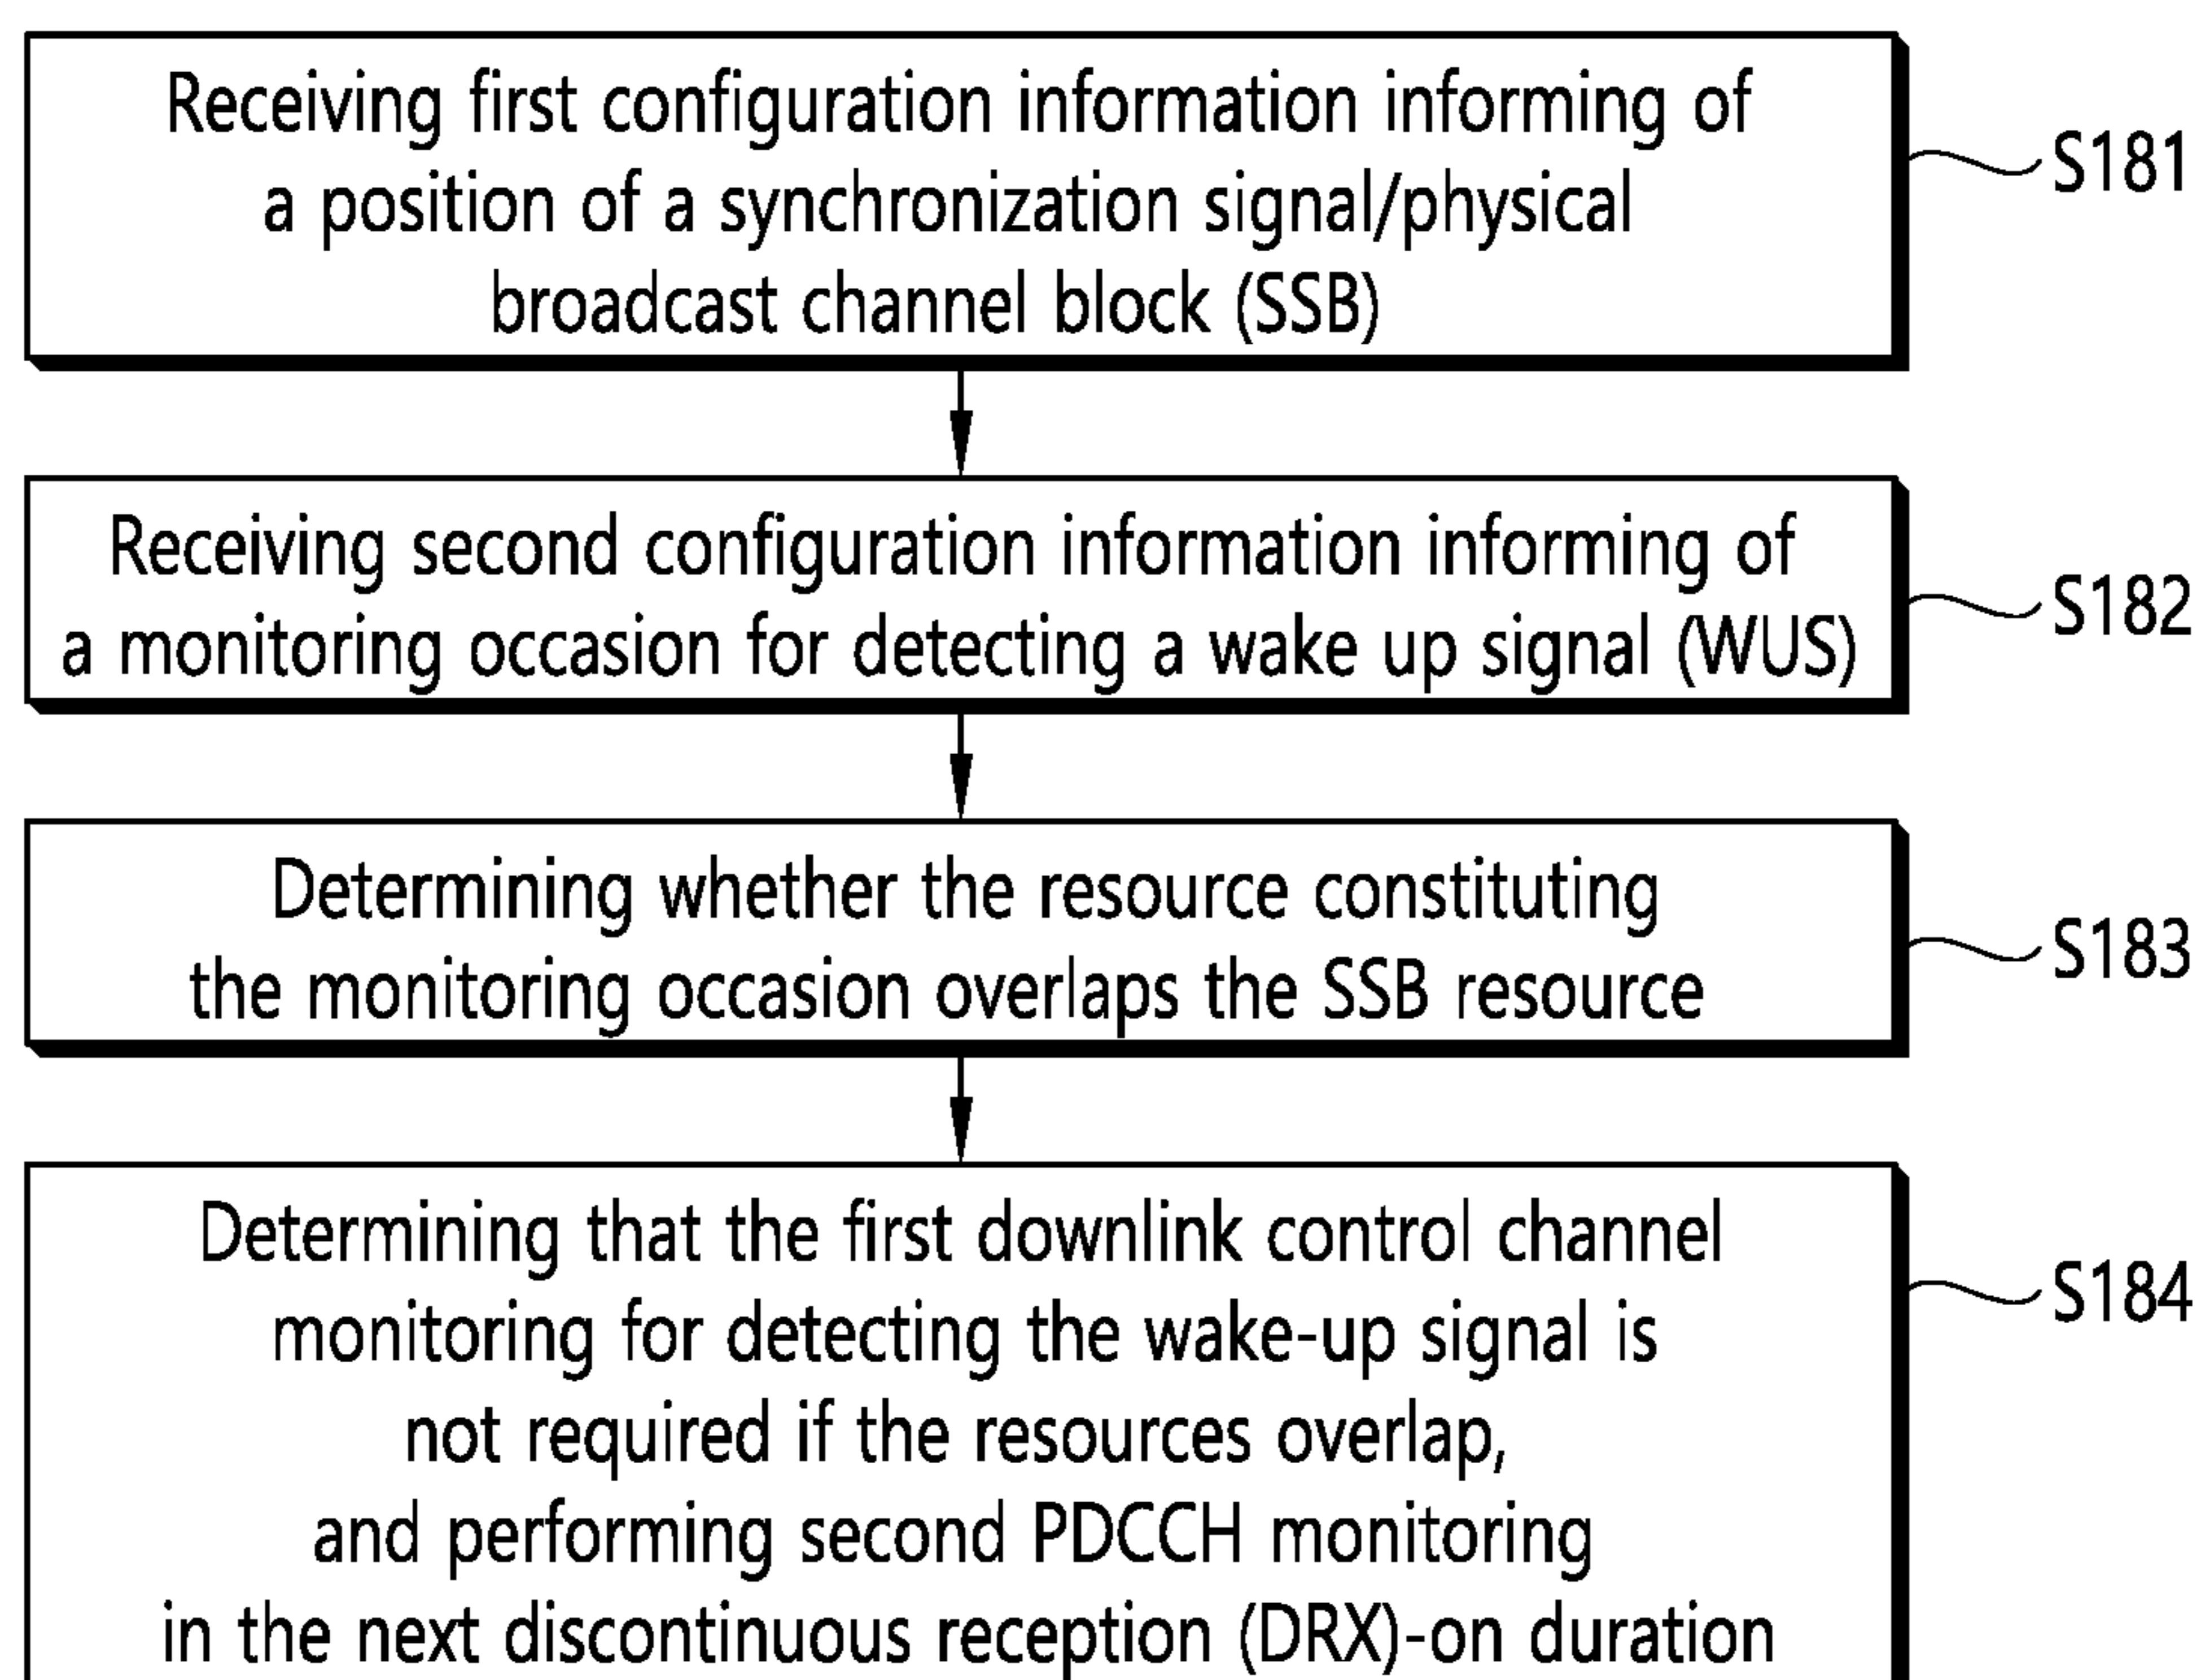 Receiving first configuration information informing of
a position of a synchronization signal/physical
broadcast channel block (SSB)
S181
Receiving second configuration information informing of
a monitoring occasion for detecting a wake up signal (WUS)
S182
Determining whether the resource constituting
the monitoring occasion overlaps the SSB resource
S183
Determining that the first downlink control channel
monitoring for detecting the wake-up signal is
not required if the resources overlap,
and performing second PDCCH monitoring
in the next discontinuous reception (DRX)-on duration
S184